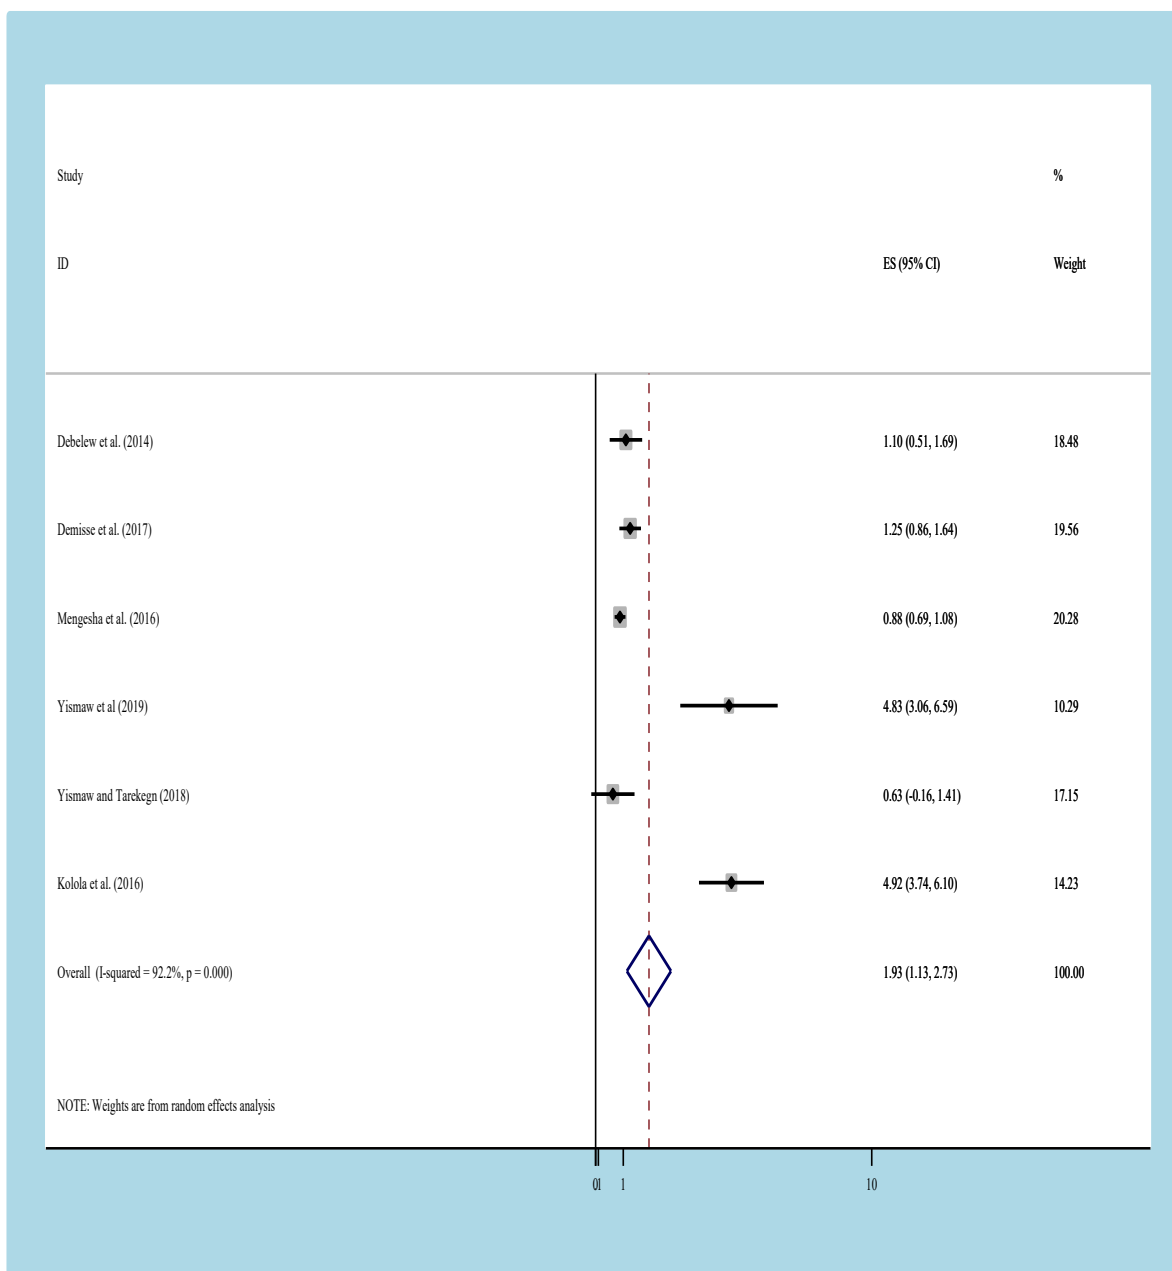 Study %
ID ES (95% CI) Weight
Debelew et al. (2014) 1.10 (0.51, 1.69) 18.48
Demisse et al. (2017) 1.25 (0.86, 1.64) 19.56
Mengesha et al. (2016) 0.88 (0.69, 1.08) 20.28
Yismaw et al (2019) 4.83 (3.06, 6.59) 10.29
Yismaw and Tarekegn (2018) 0.63 (-0.16, 1.41) 17.15
Kolola et al. (2016) 4.92 (3.74, 6.10) 14.23
Overall (I-squared = 92.2%, p = 0.000) 1.93 (1.13, 2.73) 100.00
NOTE: Weights are from random effects analysis
0 .1 1 10